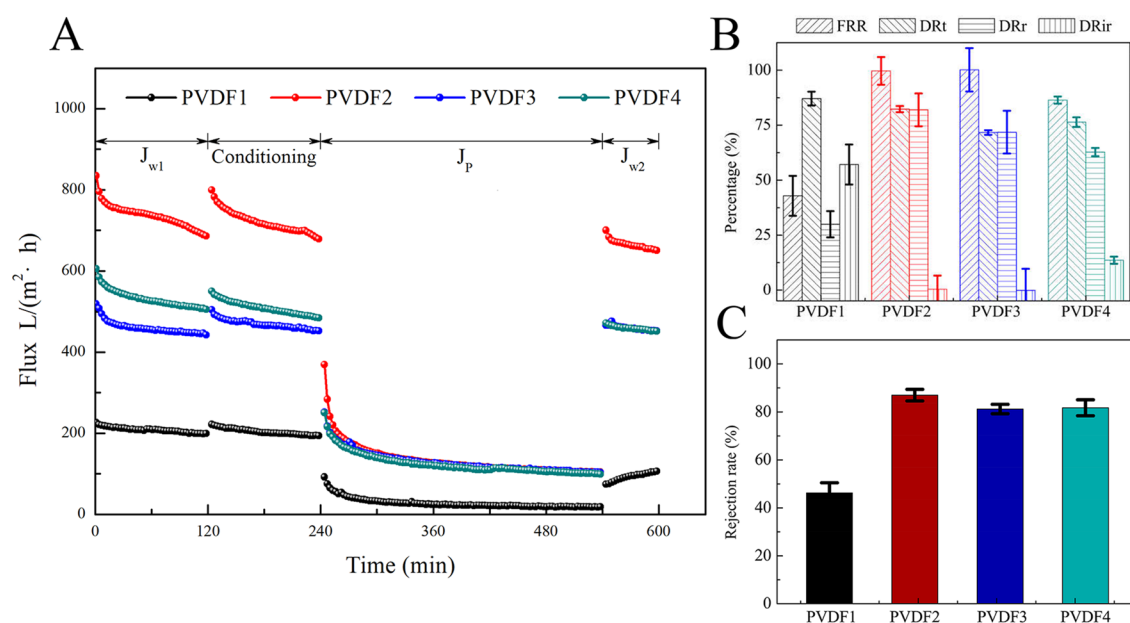 A
PVDF1 PVDF2 PVDF3 PVDF4
Jw1 Conditioning JP Jw2
1000
800
600
400
200
0
0 120 240 360 480 600
Flux L/(m²· h)
Time (min)
B
FRR DRt DRr DRir
100
75
50
25
0
Percentage (%)
PVDF1 PVDF2 PVDF3 PVDF4
C
100
80
60
40
20
0
Rejection rate (%)
PVDF1 PVDF2 PVDF3 PVDF4